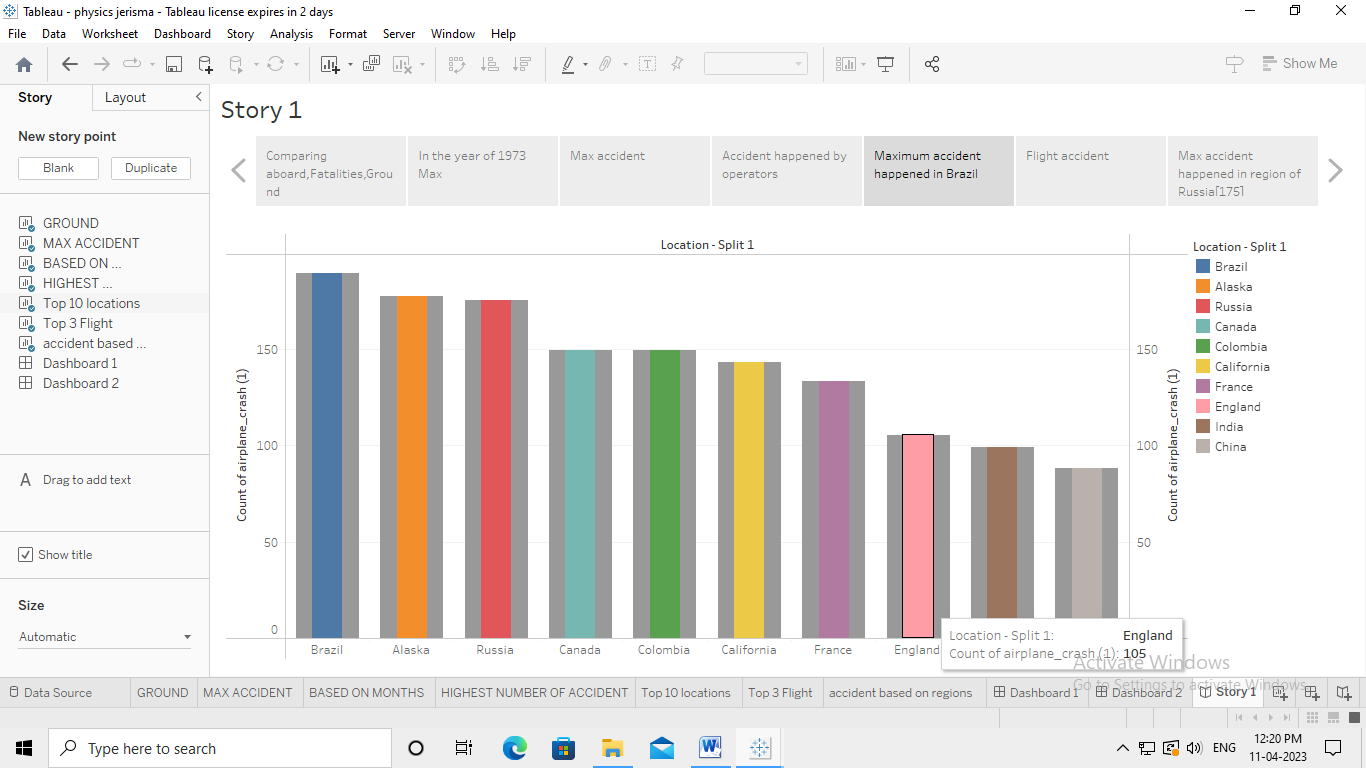 Tableau - physics jerisma - Tableau license expires in 2 days
File Data Worksheet Dashboard Story Analysis Format Server Window Help
Show Me
Story Layout
New story point
Blank Duplicate
GROUND
MAX ACCIDENT
BASED ON ...
HIGHEST ...
Top 10 locations
Top 3 Flight
accident based ...
Dashboard 1
Dashboard 2
A Drag to add text
Show title
Size
Automatic
Story 1
Comparing
aboard,Fatalities,Grou
nd
In the year of 1973
Max
Max accident
Accident happened by
operators
Maximum accident
happened in Brazil
Flight accident
Max accident
happened in region of
Russia[175]
Location - Split 1
Count of airplane_crash (1)
150
100
50
0
Brazil Alaska Russia Canada Colombia California France England
150
100
50
Count of airplane_crash (1)
Location - Split 1
Brazil
Alaska
Russia
Canada
Colombia
California
France
England
India
China
Location - Split 1: England
Count of airplane_crash (1): 105
Activate Windows
Go to Settings to activate Windows.
Data Source GROUND MAX ACCIDENT BASED ON MONTHS HIGHEST NUMBER OF ACCIDENT Top 10 locations Top 3 Flight accident based on regions Dashboard 1 Dashboard 2 Story 1
Type here to search
W
ENG
12:20 PM
11-04-2023